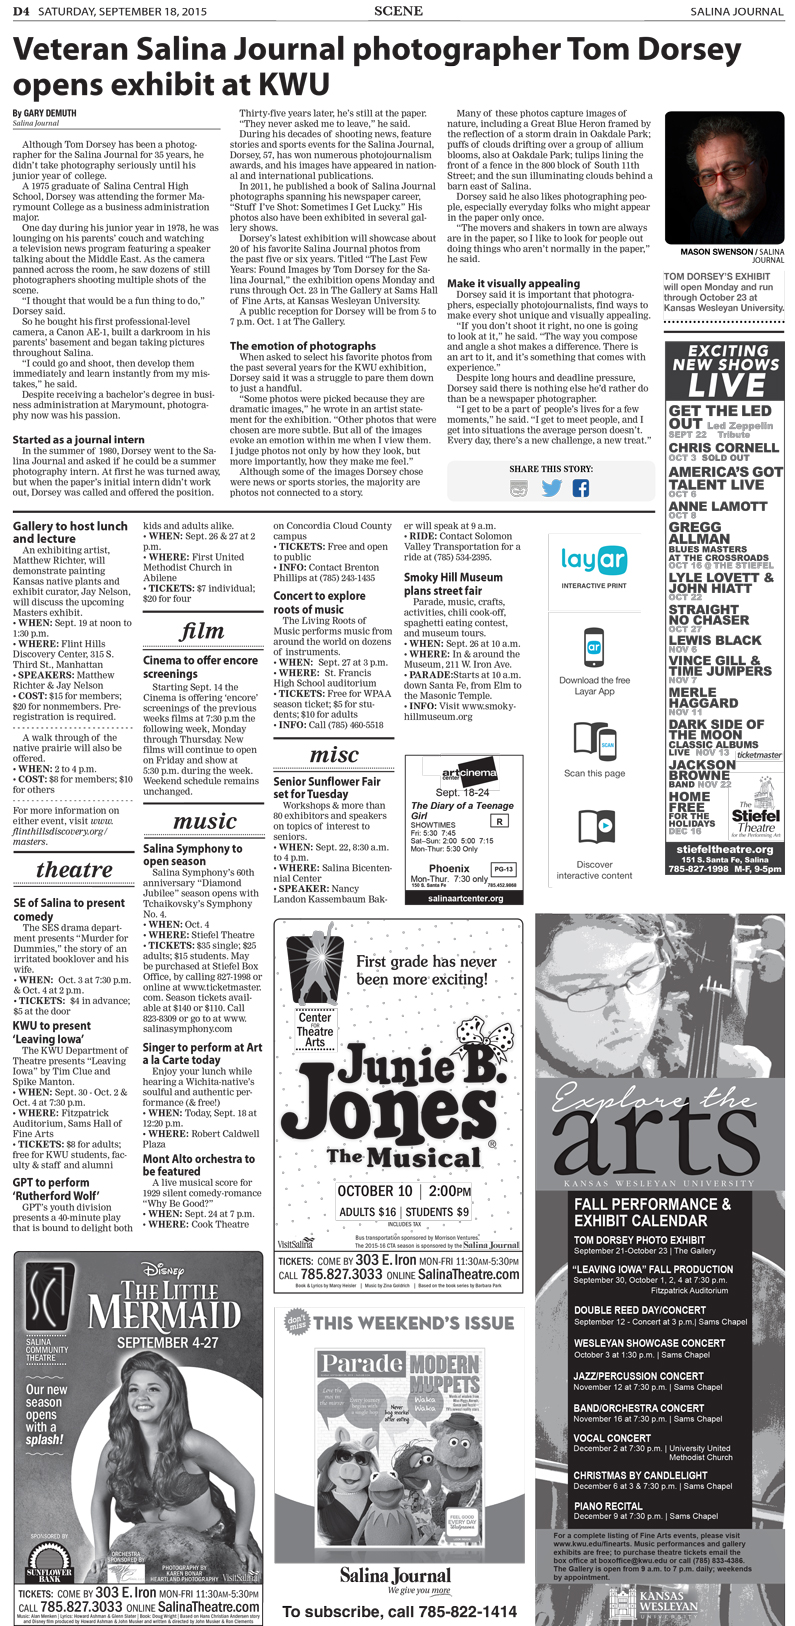 D4 SATURDAY, SEPTEMBER 18, 2015
SCENE
SALINA JOURNAL
Veteran Salina Journal photographer Tom Dorsey
opens exhibit at KWU
By GARY DEMUTH
Salina Journal
Although Tom Dorsey has been a photog-
rapher for the Salina Journal for 35 years, he
didn't take photography seriously until his
junior year of college.
A 1975 graduate of Salina Central High
School, Dorsey was attending the former Ma-
rymount College as a business administration
major.
One day during his junior year in 1978, he was
lounging on his parents' couch and watching
a television news program featuring a speaker
talking about the Middle East. As the camera
panned across the room, he saw dozens of still
photographers shooting multiple shots of the
scene.
"I thought that would be a fun thing to do,"
Dorsey said.
So he bought his first professional-level
camera, a Canon AE-1, built a darkroom in his
parents' basement and began taking pictures
throughout Salina.
"I could go and shoot, then develop them
immediately and learn instantly from my mis-
takes," he said.
Despite receiving a bachelor's degree in busi-
ness administration at Marymount, photogra-
phy now was his passion.
Started as a journal intern
In the summer of 1980, Dorsey went to the Sa-
lina Journal and asked if he could be a summer
photography intern. At first he was turned away,
but when the paper's initial intern didn't work
out, Dorsey was called and offered the position.
Thirty-five years later, he's still at the paper.
"They never asked me to leave," he said.
During his decades of shooting news, feature
stories and sports events for the Salina Journal,
Dorsey, 57, has won numerous photojournalism
awards, and his images have appeared in nation-
al and international publications.
In 2011, he published a book of Salina Journal
photographs spanning his newspaper career,
"Stuff I've Shot: Sometimes I Get Lucky." His
photos also have been exhibited in several gal-
lery shows.
Dorsey's latest exhibition will showcase about
20 of his favorite Salina Journal photos from
the past five or six years. Titled "The Last Few
Years: Found Images by Tom Dorsey for the Sa-
lina Journal," the exhibition opens Monday and
runs through Oct. 23 in The Gallery at Sams Hall
of Fine Arts, at Kansas Wesleyan University.
A public reception for Dorsey will be from 5 to
7 p.m. Oct. 1 at The Gallery.
The emotion of photographs
When asked to select his favorite photos from
the past several years for the KWU exhibition,
Dorsey said it was a struggle to pare them down
to just a handful.
"Some photos were picked because they are
dramatic images," he wrote in an artist state-
ment for the exhibition. "Other photos that were
chosen are more subtle. But all of the images
evoke an emotion within me when I view them.
I judge photos not only by how they look, but
more importantly, how they make me feel."
Although some of the images Dorsey chose
were news or sports stories, the majority are
photos not connected to a story.
Many of these photos capture images of
nature, including a Great Blue Heron framed by
the reflection of a storm drain in Oakdale Park;
puffs of clouds drifting over a group of allium
blooms, also at Oakdale Park; tulips lining the
front of a fence in the 800 block of South 11th
Street; and the sun illuminating clouds behind a
barn east of Salina.
Dorsey said he also likes photographing peo-
ple, especially everyday folks who might appear
in the paper only once.
"The movers and shakers in town are always
are in the paper, so I like to look for people out
doing things who aren't normally in the paper,"
he said.
Make it visually appealing
Dorsey said it is important that photogra-
phers, especially photojournalists, find ways to
make every shot unique and visually appealing.
"If you don't shoot it right, no one is going
to look at it," he said. "The way you compose
and angle a shot makes a difference. There is
an art to it, and it's something that comes with
experience."
Despite long hours and deadline pressure,
Dorsey said there is nothing else he'd rather do
than be a newspaper photographer.
"I get to be a part of people's lives for a few
moments," he said. "I get to meet people, and I
get into situations the average person doesn't.
Every day, there's a new challenge, a new treat."
SHARE THIS STORY:
MASON SWENSON / SALINA
JOURNAL
TOM DORSEY'S EXHIBIT
will open Monday and run
through October 23 at
Kansas Wesleyan University.
EXCITING
NEW SHOWS
LIVE
GET THE LED
OUT Led Zeppelin
SEPT 22 Tribute
CHRIS CORNELL
OCT 3 SOLD OUT
AMERICA'S GOT
TALENT LIVE
OCT 6
ANNE LAMOTT
OCT 8
GREGG
ALLMAN
BLUES MASTERS
AT THE CROSSROADS
OCT 16 @ THE STIEFEL
LYLE LOVETT &
JOHN HIATT
OCT 22
STRAIGHT
NO CHASER
OCT 27
LEWIS BLACK
NOV 6
VINCE GILL &
TIME JUMPERS
NOV 7
MERLE
HAGGARD
NOV 11
DARK SIDE OF
THE MOON
CLASSIC ALBUMS
LIVE NOV 13
ticketmaster
JACKSON
BROWNE
BAND NOV 22
HOME
FREE
FOR THE
HOLIDAYS
DEC 16
The
Stiefel
Theatre
for the Performing Art
stiefeltheatre.org
151 S. Santa Fe, Salina
785-827-1998 M-F, 9-5pm
Gallery to host lunch
and lecture
An exhibiting artist,
Matthew Richter, will
demonstrate painting
Kansas native plants and
exhibit curator, Jay Nelson,
will discuss the upcoming
Masters exhibit.
• WHEN: Sept. 19 at noon to
1:30 p.m.
• WHERE: Flint Hills
Discovery Center, 315 S.
Third St., Manhattan
• SPEAKERS: Matthew
Richter & Jay Nelson
• COST: $15 for members;
$20 for nonmembers. Pre-
registration is required.
A walk through of the
native prairie will also be
offered.
• WHEN: 2 to 4 p.m.
• COST: $8 for members; $10
for others
For more information on
either event, visit www.
flinthillsdiscovery.org/
masters.
theatre
SE of Salina to present
comedy
The SES drama depart-
ment presents "Murder for
Dummies," the story of an
irritated booklover and his
wife.
• WHEN: Oct. 3 at 7:30 p.m.
& Oct. 4 at 2 p.m.
• TICKETS: $4 in advance;
$5 at the door
KWU to present
'Leaving Iowa'
The KWU Department of
Theatre presents "Leaving
Iowa" by Tim Clue and
Spike Manton.
• WHEN: Sept. 30 - Oct. 2 &
Oct. 4 at 7:30 p.m.
• WHERE: Fitzpatrick
Auditorium, Sams Hall of
Fine Arts
• TICKETS: $8 for adults;
free for KWU students, fac-
ulty & staff and alumni
GPT to perform
'Rutherford Wolf'
GPT's youth division
presents a 40-minute play
that is bound to delight both
kids and adults alike.
• WHEN: Sept. 26 & 27 at 2
p.m.
• WHERE: First United
Methodist Church in
Abilene
• TICKETS: $7 individual;
$20 for four
film
Cinema to offer encore
screenings
Starting Sept. 14 the
Cinema is offering 'encore'
screenings of the previous
weeks films at 7:30 p.m the
following week, Monday
through Thursday. New
films will continue to open
on Friday and show at
5:30 p.m. during the week.
Weekend schedule remains
unchanged.
music
Salina Symphony to
open season
Salina Symphony's 60th
anniversary "Diamond
Jubilee" season opens with
Tchaikovsky's Symphony
No. 4.
• WHEN: Oct. 4
• WHERE: Stiefel Theatre
• TICKETS: $35 single; $25
adults; $15 students. May
be purchased at Stiefel Box
Office, by calling 827-1998 or
online at www.ticketmaster.
com. Season tickets avail-
able at $140 or $110. Call
823-8309 or go to at www.
salinasymphony.com
Singer to perform at Art
a la Carte today
Enjoy your lunch while
hearing a Wichita-native's
soulful and authentic per-
formance (& free!)
• WHEN: Today, Sept. 18 at
12:20 p.m.
• WHERE: Robert Caldwell
Plaza
Mont Alto orchestra to
be featured
A live musical score for
1929 silent comedy-romance
"Why Be Good?"
• WHEN: Sept. 24 at 7 p.m.
• WHERE: Cook Theatre
on Concordia Cloud County
campus
• TICKETS: Free and open
to public
• INFO: Contact Brenton
Phillips at (785) 243-1435
Concert to explore
roots of music
The Living Roots of
Music performs music from
around the world on dozens
of instruments.
• WHEN: Sept. 27 at 3 p.m.
• WHERE: St. Francis
High School auditorium
• TICKETS: Free for WPAA
season ticket; $5 for stu-
dents; $10 for adults
• INFO: Call (785) 460-5518
misc
Senior Sunflower Fair
set for Tuesday
Workshops & more than
80 exhibitors and speakers
on topics of interest to
seniors.
• WHEN: Sept. 22, 8:30 a.m.
to 4 p.m.
• WHERE: Salina Bicenten-
nial Center
• SPEAKER: Nancy
Landon Kassembaum Bak-
er will speak at 9 a.m.
• RIDE: Contact Solomon
Valley Transportation for a
ride at (785) 534-2395.
Smoky Hill Museum
plans street fair
Parade, music, crafts,
activities, chili cook-off,
spaghetti eating contest,
and museum tours.
• WHEN: Sept. 26 at 10 a.m.
• WHERE: In & around the
Museum, 211 W. Iron Ave.
• PARADE:Starts at 10 a.m.
down Santa Fe, from Elm to
the Masonic Temple.
• INFO: Visit www.smoky-
hillmuseum.org
art cinema
center
Sept. 18-24
The Diary of a Teenage
Girl
SHOWTIMES
R
Fri: 5:30 7:45
Sat–Sun: 2:00 5:00 7:15
Mon-Thur: 5:30 Only
Phoenix
PG-13
Mon-Thur. 7:30 only
150 S. Santa Fe
785.452.9868
salinaartcenter.org
layar
INTERACTIVE PRINT
ar
Download the free
Layar App
SCAN
Scan this page
Discover
interactive content
Center
FOR
Theatre
Arts
First grade has never
been more exciting!
Junie B.
Jones
The Musical
®
OCTOBER 10 | 2:00PM
ADULTS $16 | STUDENTS $9
INCLUDES TAX
VisitSalina
Bus transportation sponsored by Morrison Ventures.
The 2015-16 CTA season is sponsored by the Salina Journal
TICKETS: COME BY 303 E. Iron MON-FRI 11:30AM-5:30PM
CALL 785.827.3033 ONLINE SalinaTheatre.com
Book & Lyrics by Marcy Heisler | Music by Zina Goldrich | Based on the book series by Barbara Park
Explore the
arts
KANSAS WESLEYAN UNIVERSITY
FALL PERFORMANCE &
EXHIBIT CALENDAR
TOM DORSEY PHOTO EXHIBIT
September 21-October 23 | The Gallery
"LEAVING IOWA" FALL PRODUCTION
September 30, October 1, 2, 4 at 7:30 p.m.
Fitzpatrick Auditorium
DOUBLE REED DAY/CONCERT
September 12 - Concert at 3 p.m.| Sams Chapel
WESLEYAN SHOWCASE CONCERT
October 3 at 1:30 p.m. | Sams Chapel
JAZZ/PERCUSSION CONCERT
November 12 at 7:30 p.m. | Sams Chapel
BAND/ORCHESTRA CONCERT
November 16 at 7:30 p.m. | Sams Chapel
VOCAL CONCERT
December 2 at 7:30 p.m. | University United
Methodist Church
CHRISTMAS BY CANDLELIGHT
December 6 at 3 & 7:30 p.m. | Sams Chapel
PIANO RECITAL
December 9 at 7:30 p.m. | Sams Chapel
For a complete listing of Fine Arts events, please visit
www.kwu.edu/finearts. Music performances and gallery
exhibits are free; to purchase theatre tickets email the
box office at boxoffice@kwu.edu or call (785) 833-4386.
The Gallery is open from 9 a.m. to 7 p.m. daily; weekends
by appointment.
KANSAS
WESLEYAN
UNIVERSITY
SALINA
COMMUNITY
THEATRE
DISNEY
THE LITTLE
MERMAID
SEPTEMBER 4-27
Our new
season
opens
with a
splash!
SPONSORED BY
SUNFLOWER
BANK
ORCHESTRA
SPONSORED BY
PHOTOGRAPHY BY
KAREN BONAR
HEARTLAND PHOTOGRAPHY
VisitSalina
TICKETS: COME BY 303 E. Iron MON-FRI 11:30AM-5:30PM
CALL 785.827.3033 ONLINE SalinaTheatre.com
Music: Alan Menken | Lyrics: Howard Ashman & Glenn Slater | Book: Doug Wright | Based on Hans Christian Andersen story
and Disney film produced by Howard Ashman & John Musker and written & directed by John Musker & Ron Clements
don't
miss
THIS WEEKEND'S ISSUE
Parade
MODERN
MUPPETS
Waka
Waka
Never
bug me
after eating
FEEL GOOD
EVERY DAY
Walgreens
Salina Journal
We give you more
To subscribe, call 785-822-1414